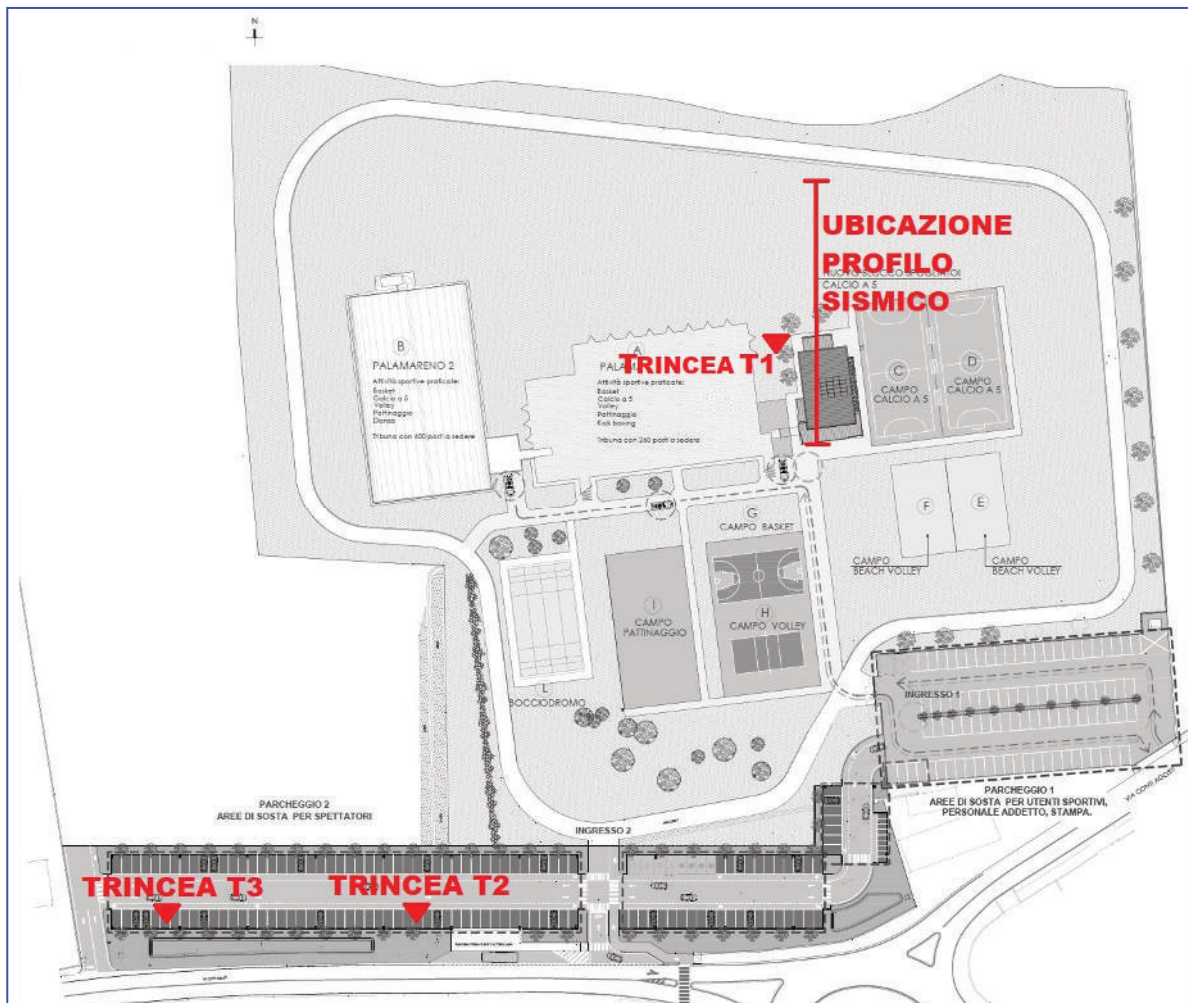 N
UBICAZIONE
PROFILO
SISMICO
CALCIO A 5
TRINCEA T1
B
PALAMARENO 2
Attività sportive praticate:
Basket
Calcio a 5
Volley
Pattinaggio
Danza
Tribuna con 400 posti a sedere
A
Attività sportive praticate:
Basket
Calcio a 5
Volley
Pattinaggio
Kick boxing
Tribuna con 260 posti a sedere
C
CAMPO
CALCIO A 5
D
CAMPO
CALCIO A 5
F
E
CAMPO
BEACH VOLLEY
CAMPO
BEACH VOLLEY
G
CAMPO BASKET
H
CAMPO VOLLEY
I
CAMPO
PATTINAGGIO
L
BOCCIODROMO
INGRESSO 1
PARCHEGGIO 1
AREE DI SOSTA PER UTENTI SPORTIVI,
PERSONALE ADDETTO, STAMPA.
PARCHEGGIO 2
AREE DI SOSTA PER SPETTATORI
INGRESSO 2
TRINCEA T3
TRINCEA T2